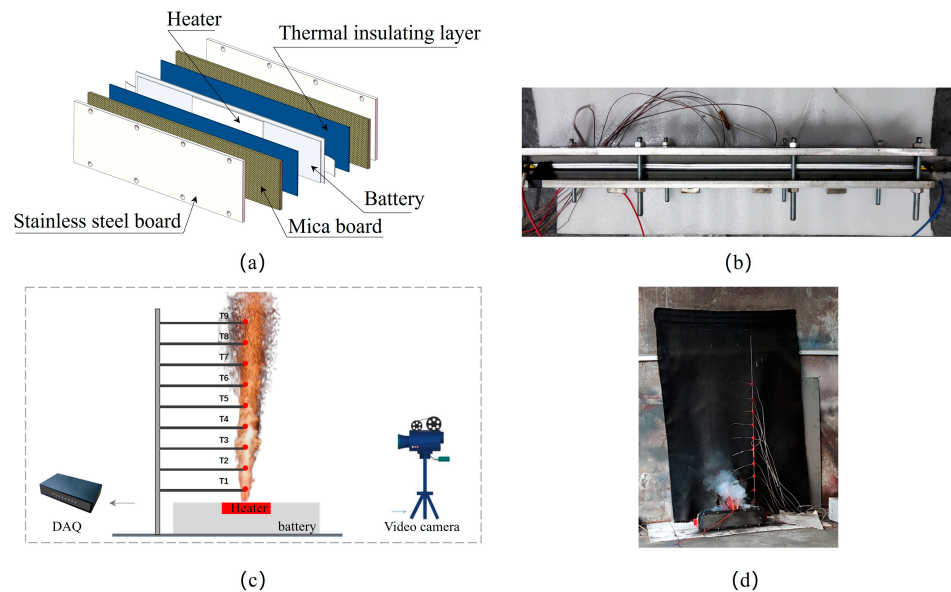 Heater
Thermal insulating layer
Battery
Stainless steel board
Mica board
(a)
(b)
T9
T8
T7
T6
T5
T4
T3
T2
T1
Heater
battery
DAQ
Video camera
(c)
(d)